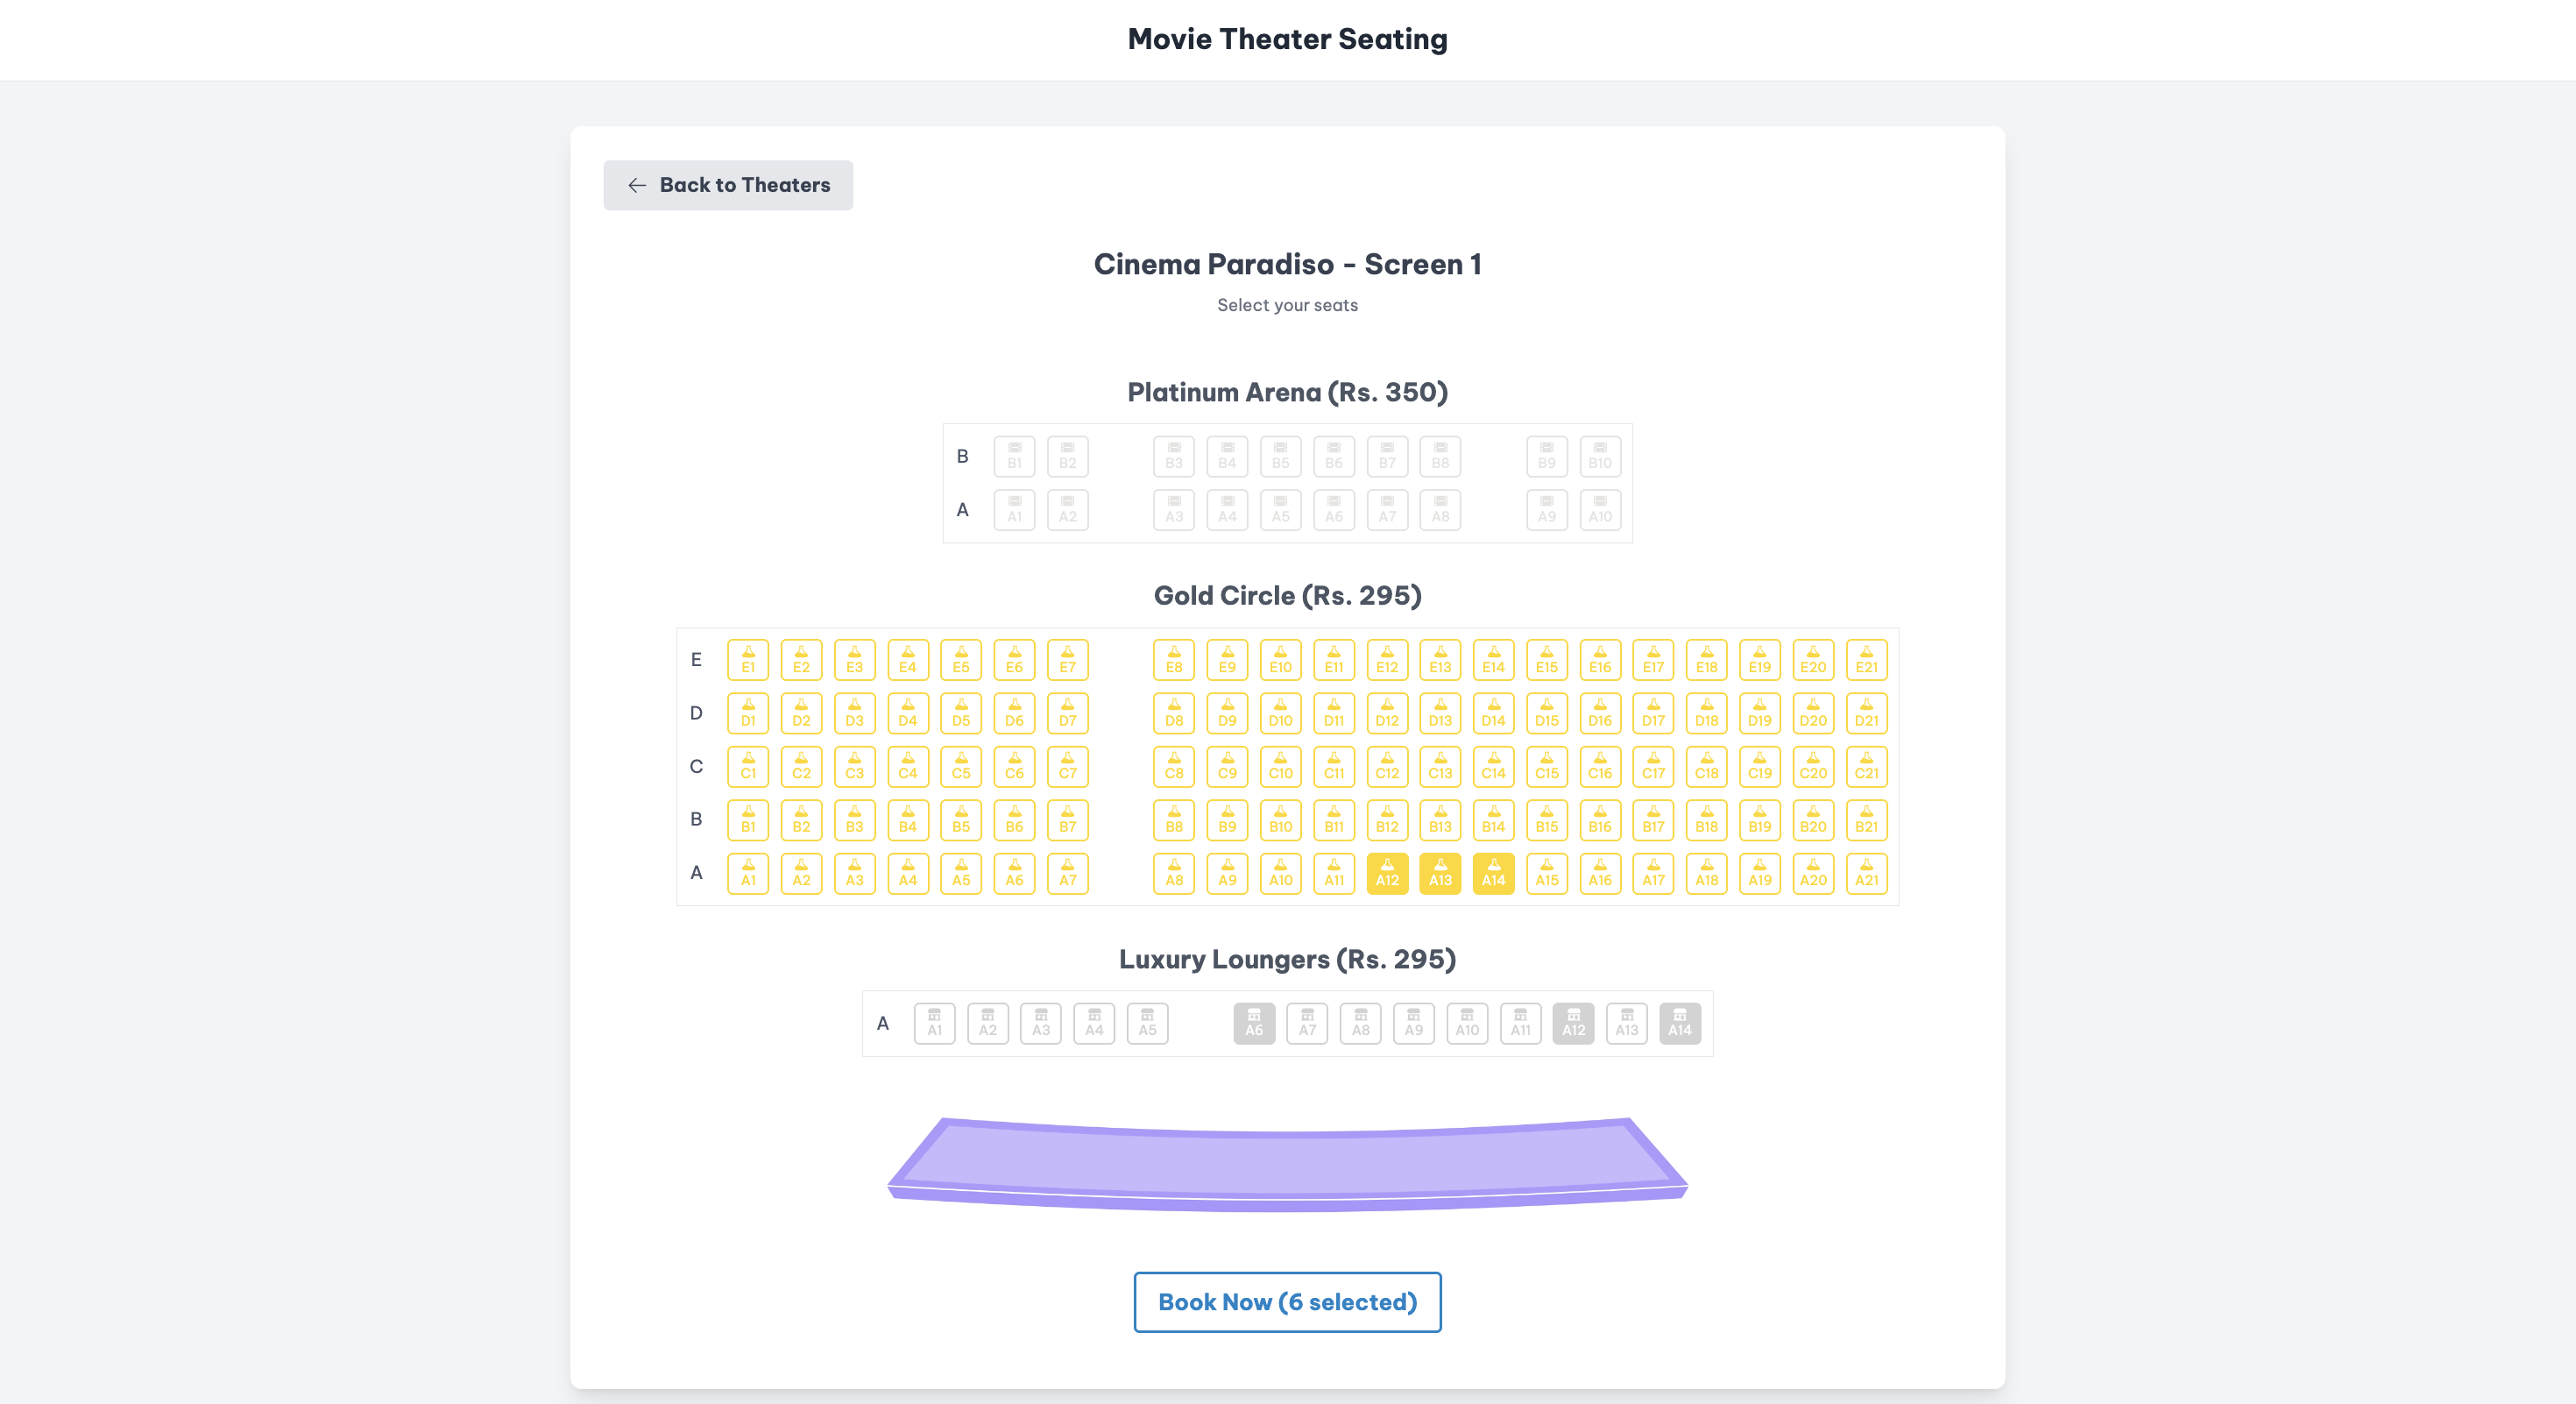 Movie Theater Seating
Back to Theaters
Cinema Paradiso - Screen 1
Select your seats
Platinum Arena (Rs. 350)
B B1 B2 B3 B4 B5 B6 B7 B8 B9 B10
A A1 A2 A3 A4 A5 A6 A7 A8 A9 A10
Gold Circle (Rs. 295)
E E1 E2 E3 E4 E5 E6 E7 E8 E9 E10 E11 E12 E13 E14 E15 E16 E17 E18 E19 E20 E21
D D1 D2 D3 D4 D5 D6 D7 D8 D9 D10 D11 D12 D13 D14 D15 D16 D17 D18 D19 D20 D21
C C1 C2 C3 C4 C5 C6 C7 C8 C9 C10 C11 C12 C13 C14 C15 C16 C17 C18 C19 C20 C21
B B1 B2 B3 B4 B5 B6 B7 B8 B9 B10 B11 B12 B13 B14 B15 B16 B17 B18 B19 B20 B21
A A1 A2 A3 A4 A5 A6 A7 A8 A9 A10 A11 A12 A13 A14 A15 A16 A17 A18 A19 A20 A21
Luxury Loungers (Rs. 295)
A A1 A2 A3 A4 A5 A6 A7 A8 A9 A10 A11 A12 A13 A14
Book Now (6 selected)